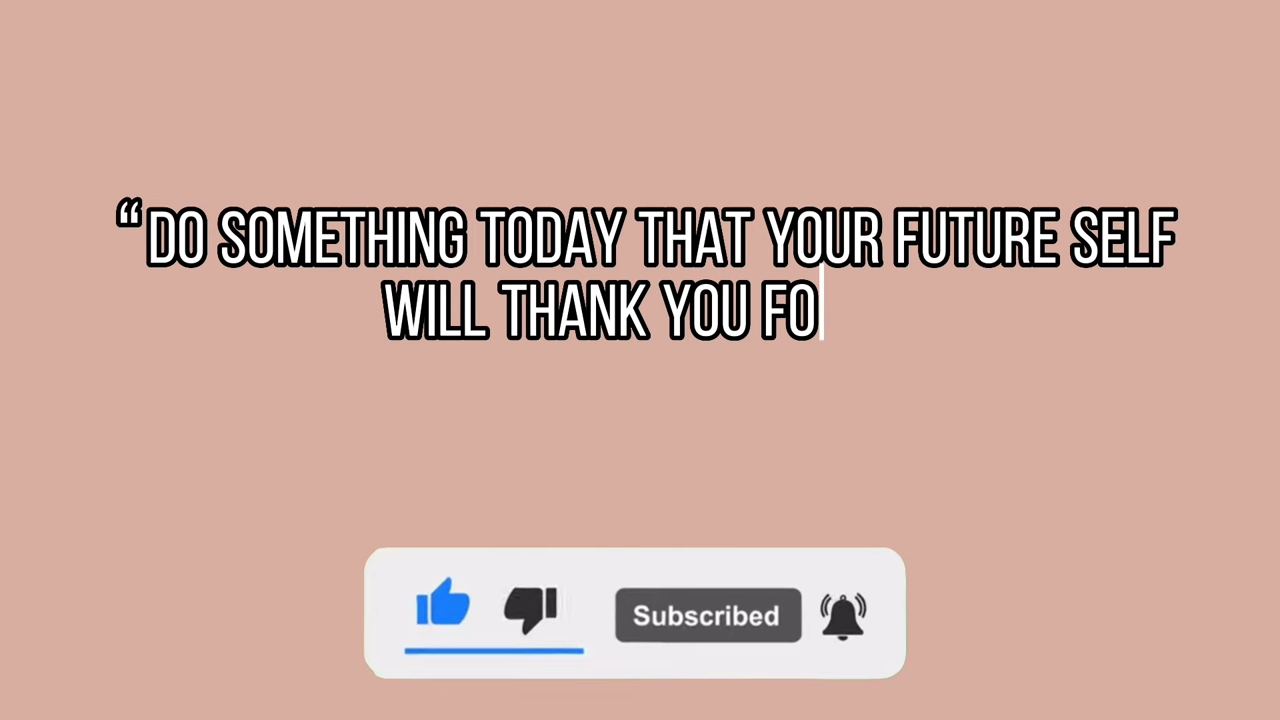 “DO SOMETHING TODAY THAT YOUR FUTURE SELF
WILL THANK YOU FO
Subscribed